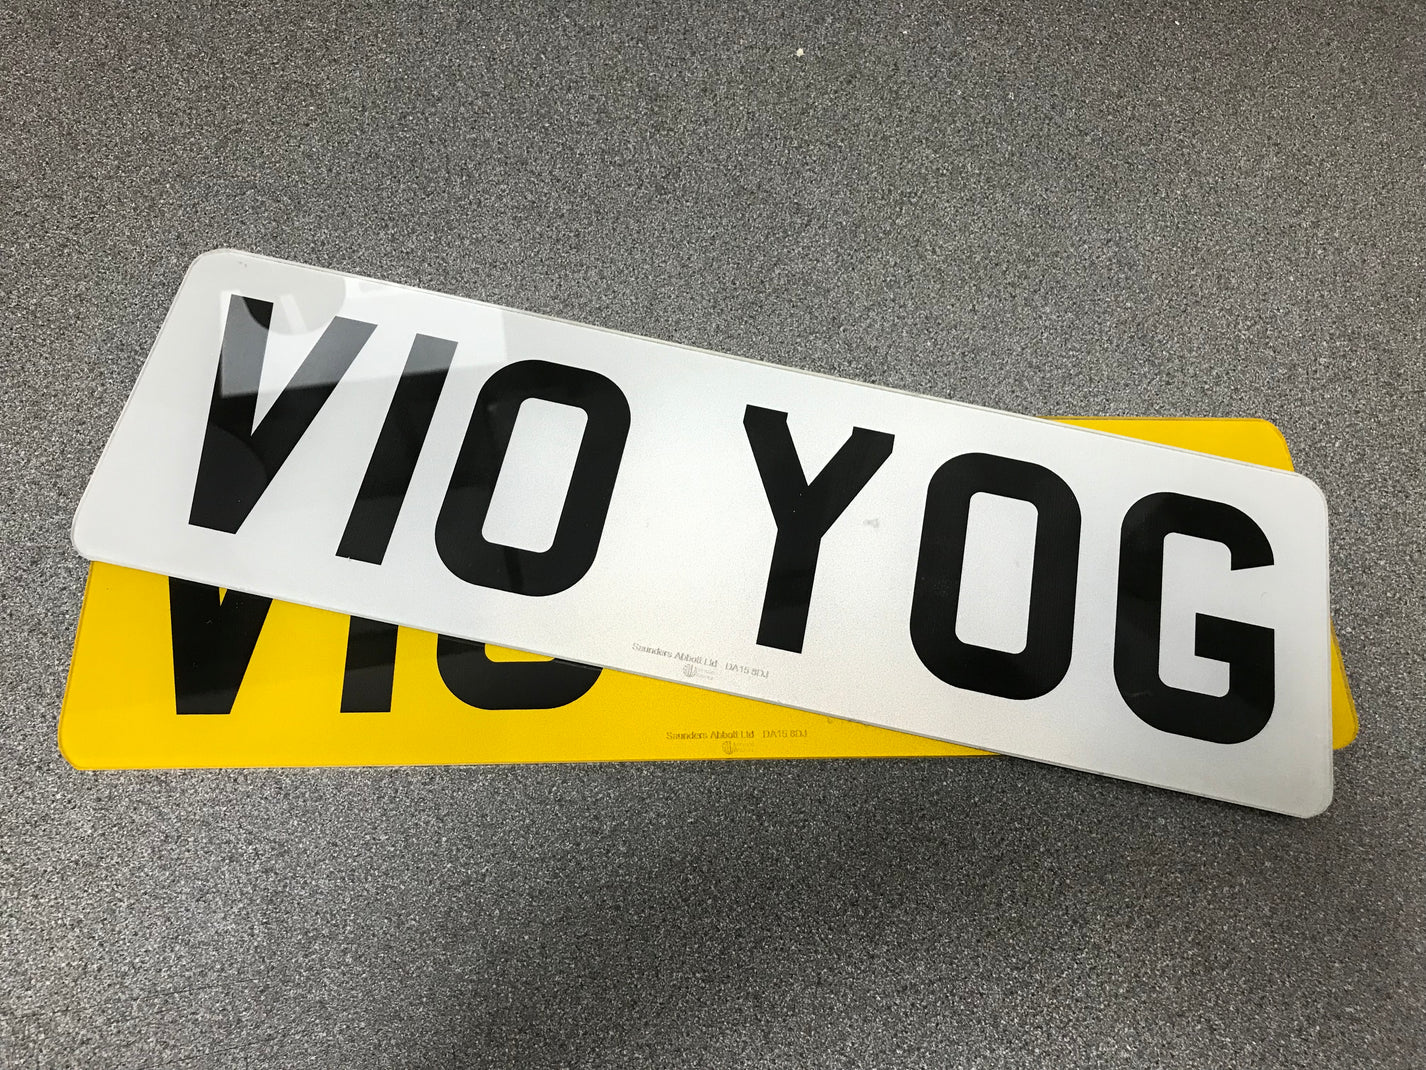 V10 YOG
Saunders Abbott Ltd DA15 8DJ
V10
Saunders Abbott Ltd DA15 8DJ